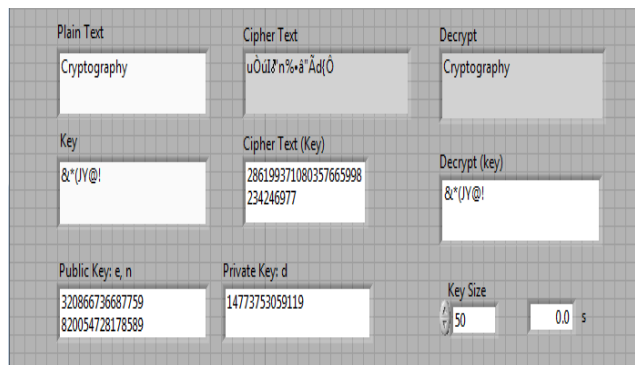 Plain Text
Cryptography
Cipher Text
Decrypt
Cryptography
Key
&*(JY@!
Cipher Text (Key)
286199371080357665998
234246977
Decrypt (key)
&*(JY@!
Public Key: e, n
320866736687759
820054728178589
Private Key: d
14773753059119
Key Size
50
0.0 s